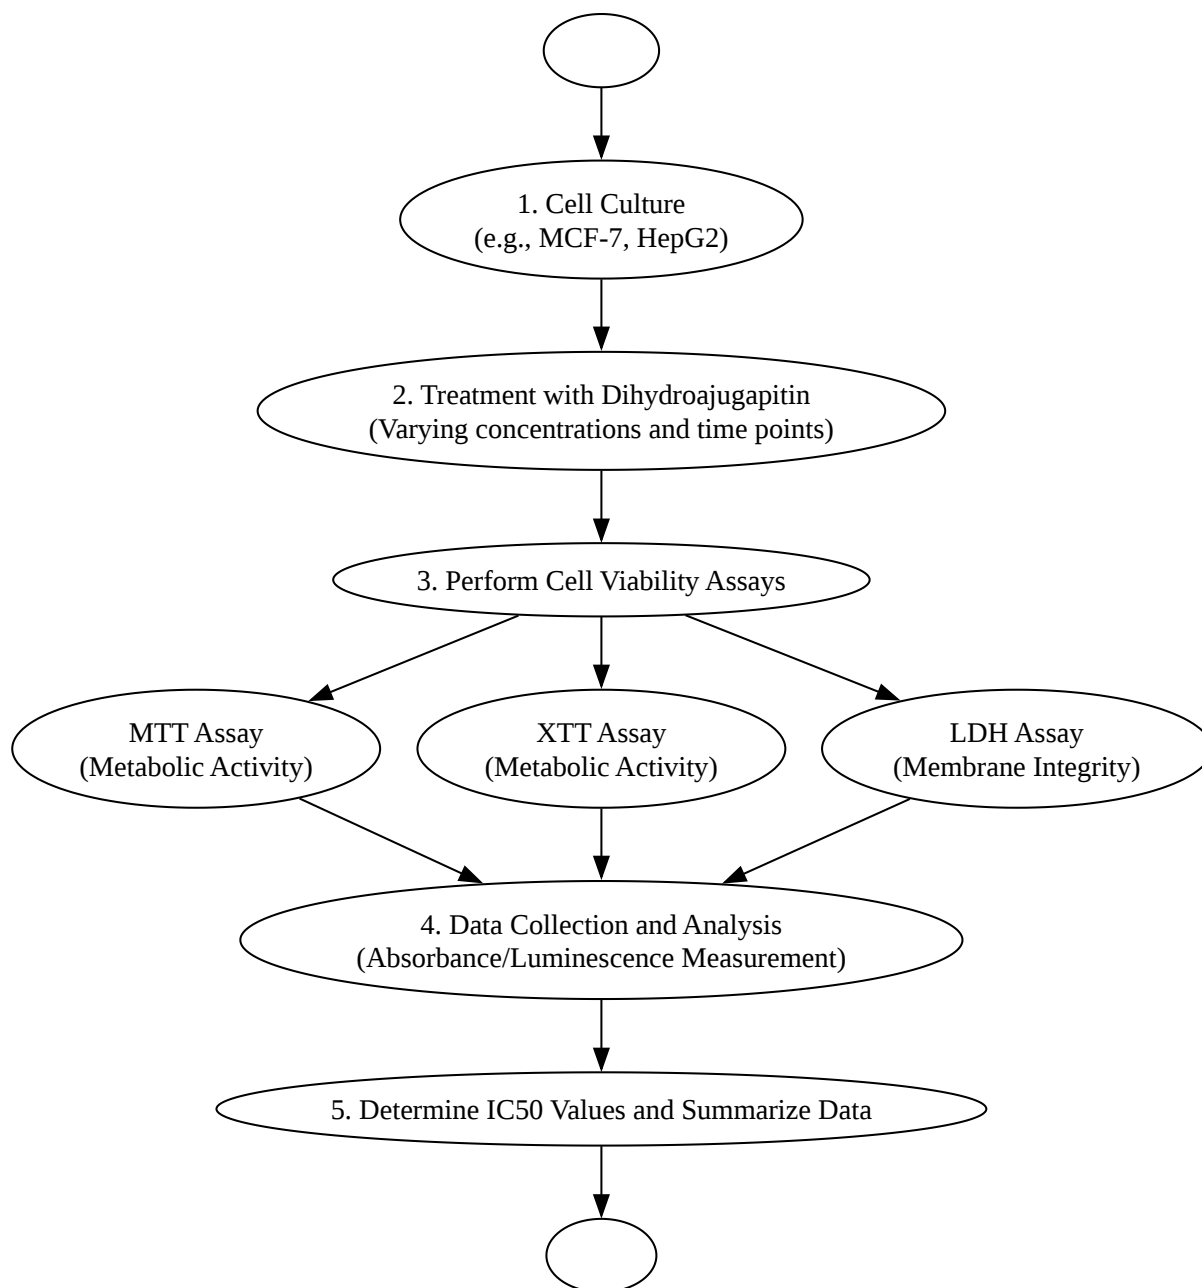 1. Cell Culture
(e.g., MCF-7, HepG2)
2. Treatment with Dihydroajugapitin
(Varying concentrations and time points)
3. Perform Cell Viability Assays
MTT Assay
(Metabolic Activity)
XTT Assay
(Metabolic Activity)
LDH Assay
(Membrane Integrity)
4. Data Collection and Analysis
(Absorbance/Luminescence Measurement)
5. Determine IC50 Values and Summarize Data